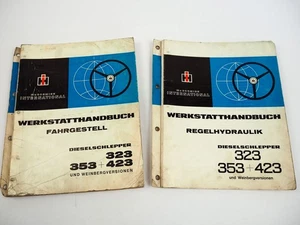 McCORMICK
INTERNATIONAL
WERKSTATTHANDBUCH
FAHRGESTELL
DIESELSCHLEPPER
323
353 + 423
UND WEINBERGVERSIONEN
McCORMICK
INTERNATIONAL
WERKSTATTHANDBUCH
REGELHYDRAULIK
DIESELSCHLEPPER
323
353 + 423
und Weinbergversionen